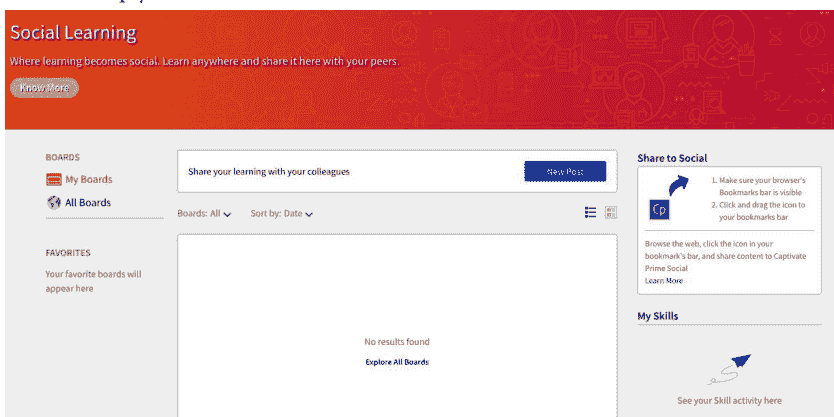 Social Learning
Where learning becomes social. Learn anywhere and share it here with your peers.
Know More
BOARDS
My Boards
All Boards
FAVORITES
Your favorite boards will
appear here
Share your learning with your colleagues
New Post
Boards: All
Sort by: Date
No results found
Explore All Boards
Share to Social
Cp
1. Make sure your browser's
Bookmarks bar is visible
2. Click and drag the icon to
your bookmarks bar
Browse the web, click the icon in your
bookmark's bar, and share content to Captivate
Prime Social
Learn More
My Skills
See your Skill activity here